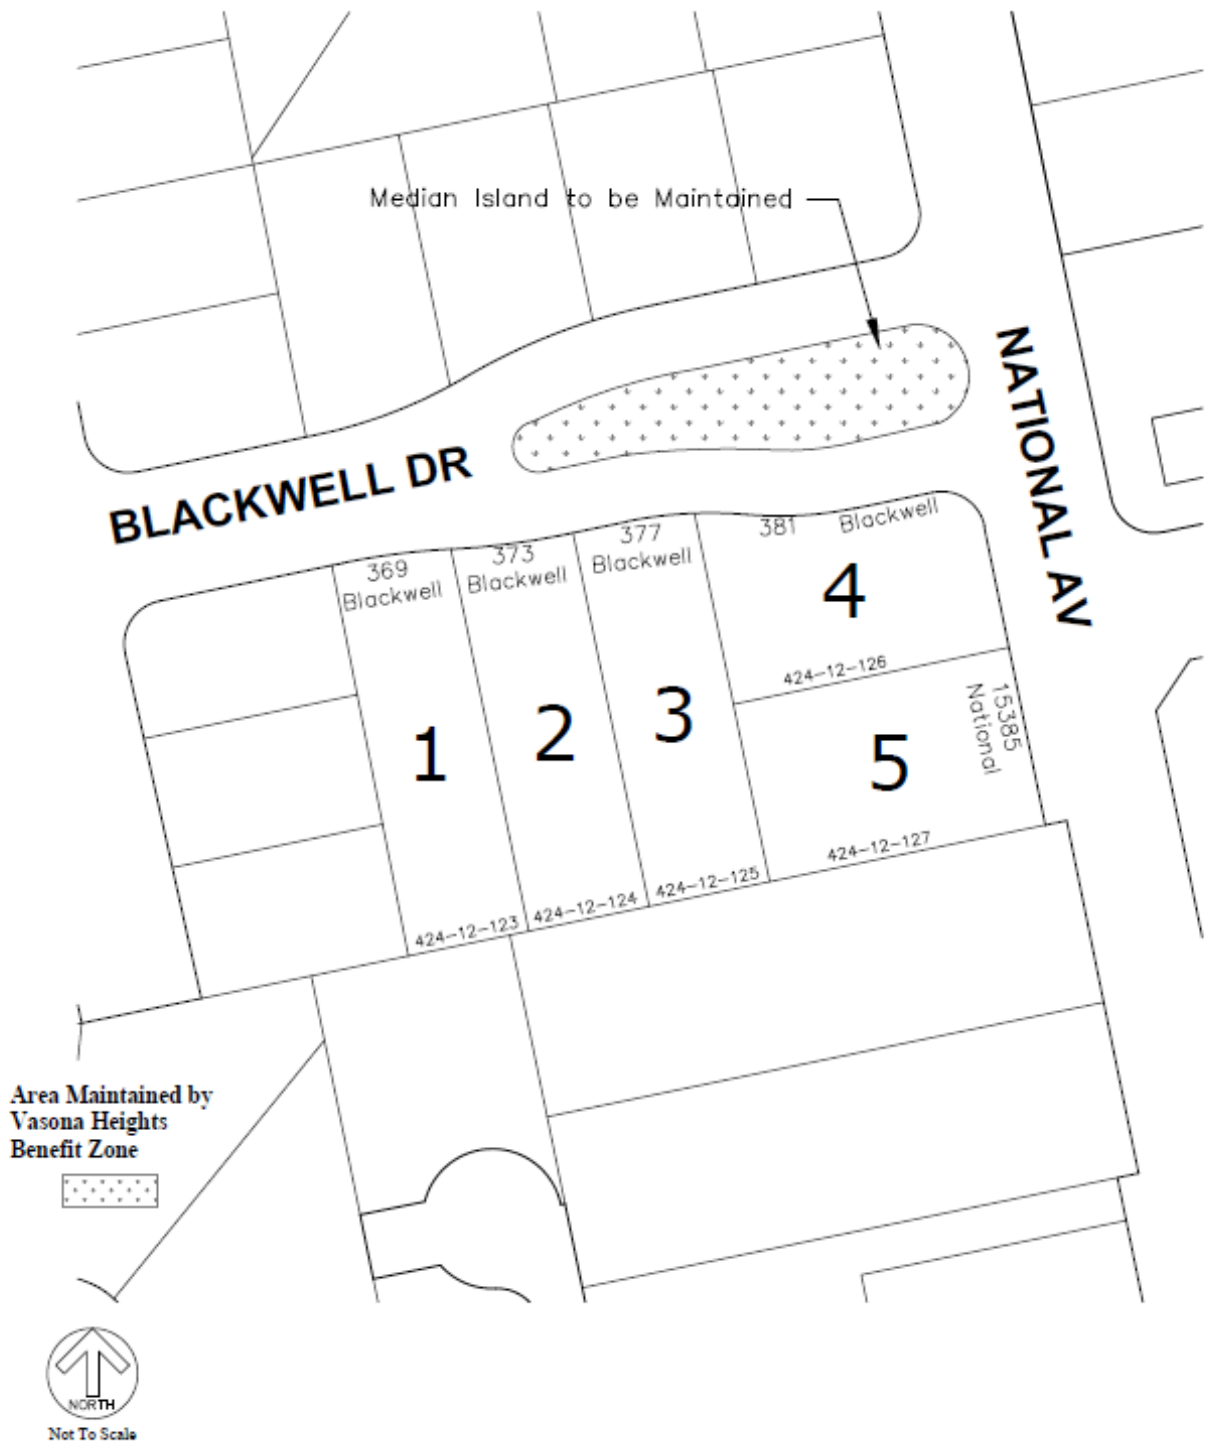 Median Island to be Maintained
NATIONAL AV
BLACKWELL DR
369
Blackwell
373
Blackwell
377
Blackwell
381 Blackwell
4
424-12-126
15385
National
1
2
3
5
424-12-123
424-12-124
424-12-125
424-12-127
Area Maintained by
Vasona Heights
Benefit Zone
NORTH
Not To Scale